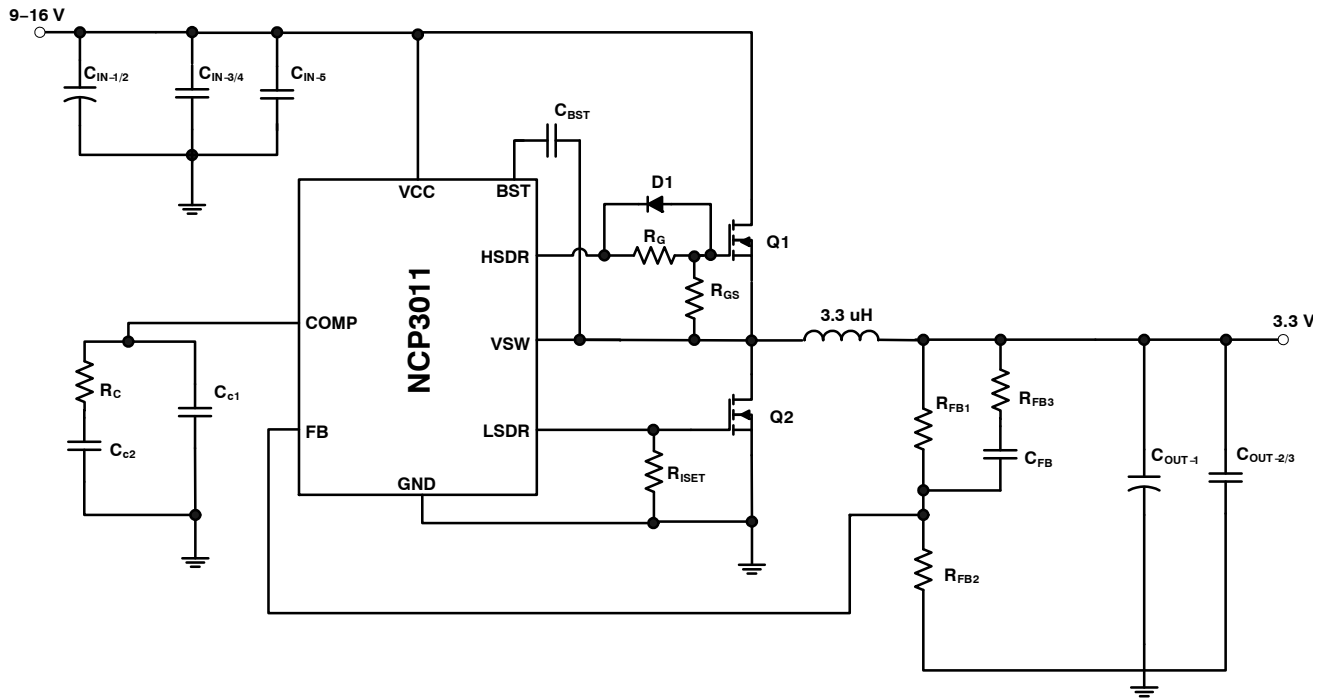 9–16 V
CIN-1/2
CIN-3/4
CIN-5
CBST
VCC
BST
D1
RG
Q1
HSDR
RGS
NCP3011
COMP
VSW
3.3 uH
3.3 V
RC
Cc1
Cc2
FB
LSDR
Q2
RISET
GND
RFB1
RFB3
CFB
COUT-1
COUT-2/3
RFB2